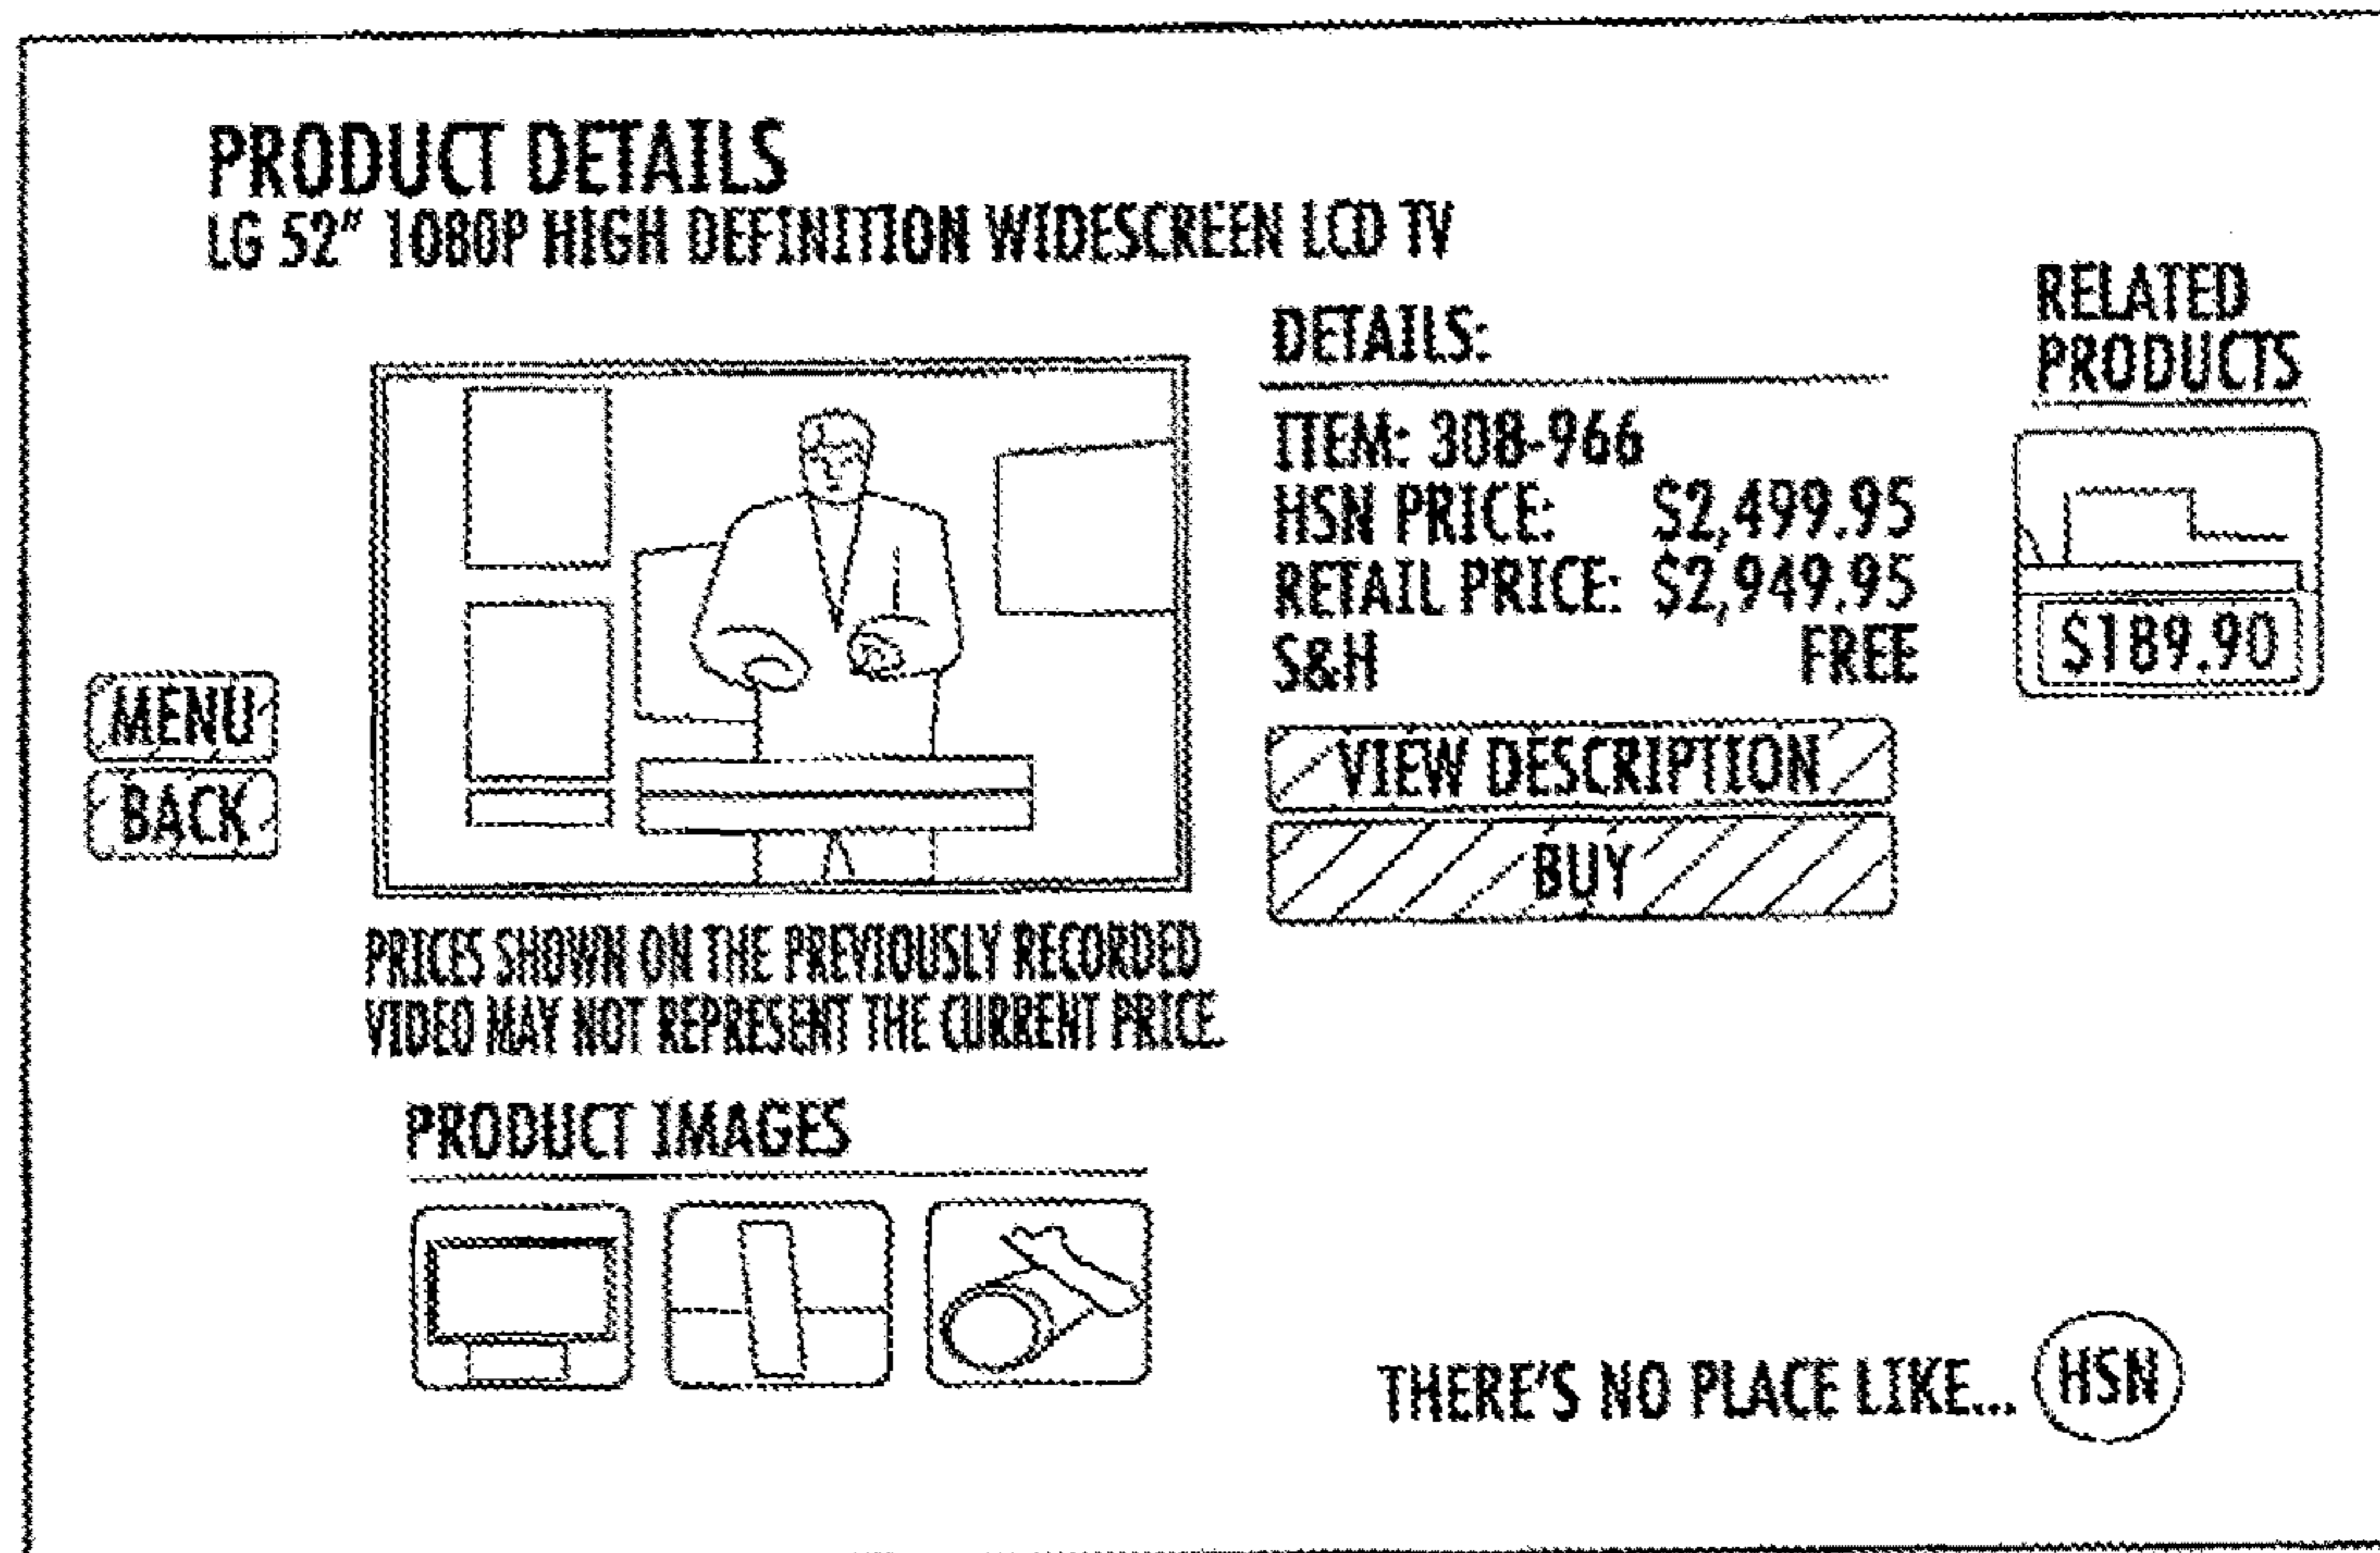 PRODUCT DETAILS
LG 52" 1080P HIGH DEFINITION WIDESCREEN LCD TV
MENU
BACK
PRICES SHOWN ON THE PREVIOUSLY RECORDED
VIDEO MAY NOT REPRESENT THE CURRENT PRICE.
DETAILS:
ITEM: 308-966
HSN PRICE: $2,499.95
RETAIL PRICE: $2,949.95
S&H FREE
VIEW DESCRIPTION
BUY
RELATED
PRODUCTS
$189.90
PRODUCT IMAGES
THERE'S NO PLACE LIKE... HSN